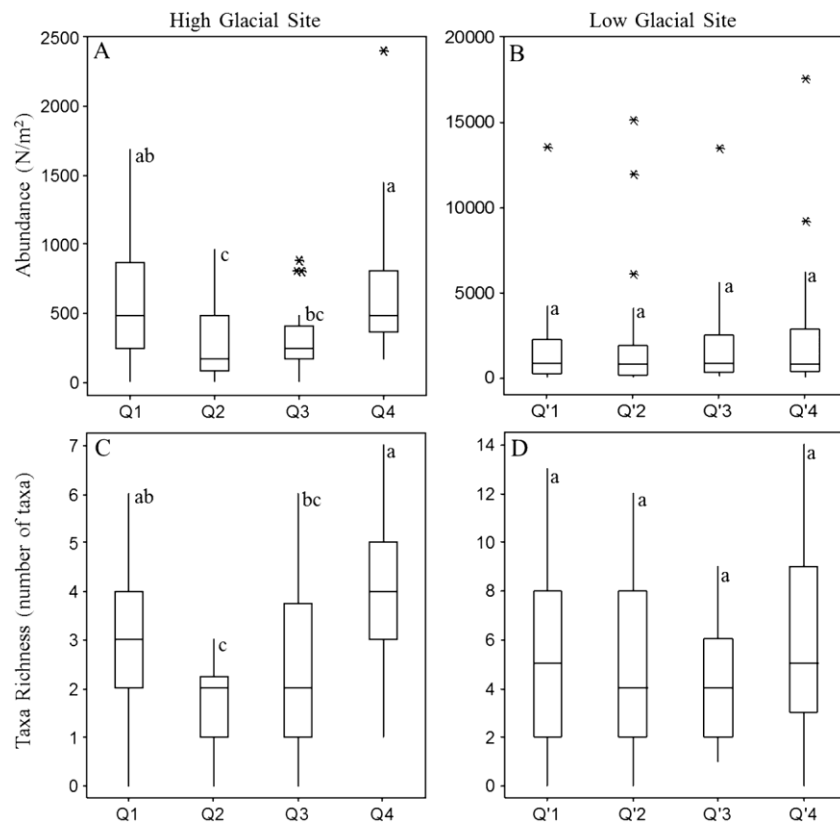 High Glacial Site
Low Glacial Site
A
Abundance (N/m²)
2500
2000
1500
1000
500
0
ab
c
bc
a
Q1
Q2
Q3
Q4
B
20000
15000
10000
5000
0
a
a
a
a
Q'1
Q'2
Q'3
Q'4
C
Taxa Richness (number of taxa)
7
6
5
4
3
2
1
0
ab
c
bc
a
Q1
Q2
Q3
Q4
D
14
12
10
8
6
4
2
0
a
a
a
a
Q'1
Q'2
Q'3
Q'4